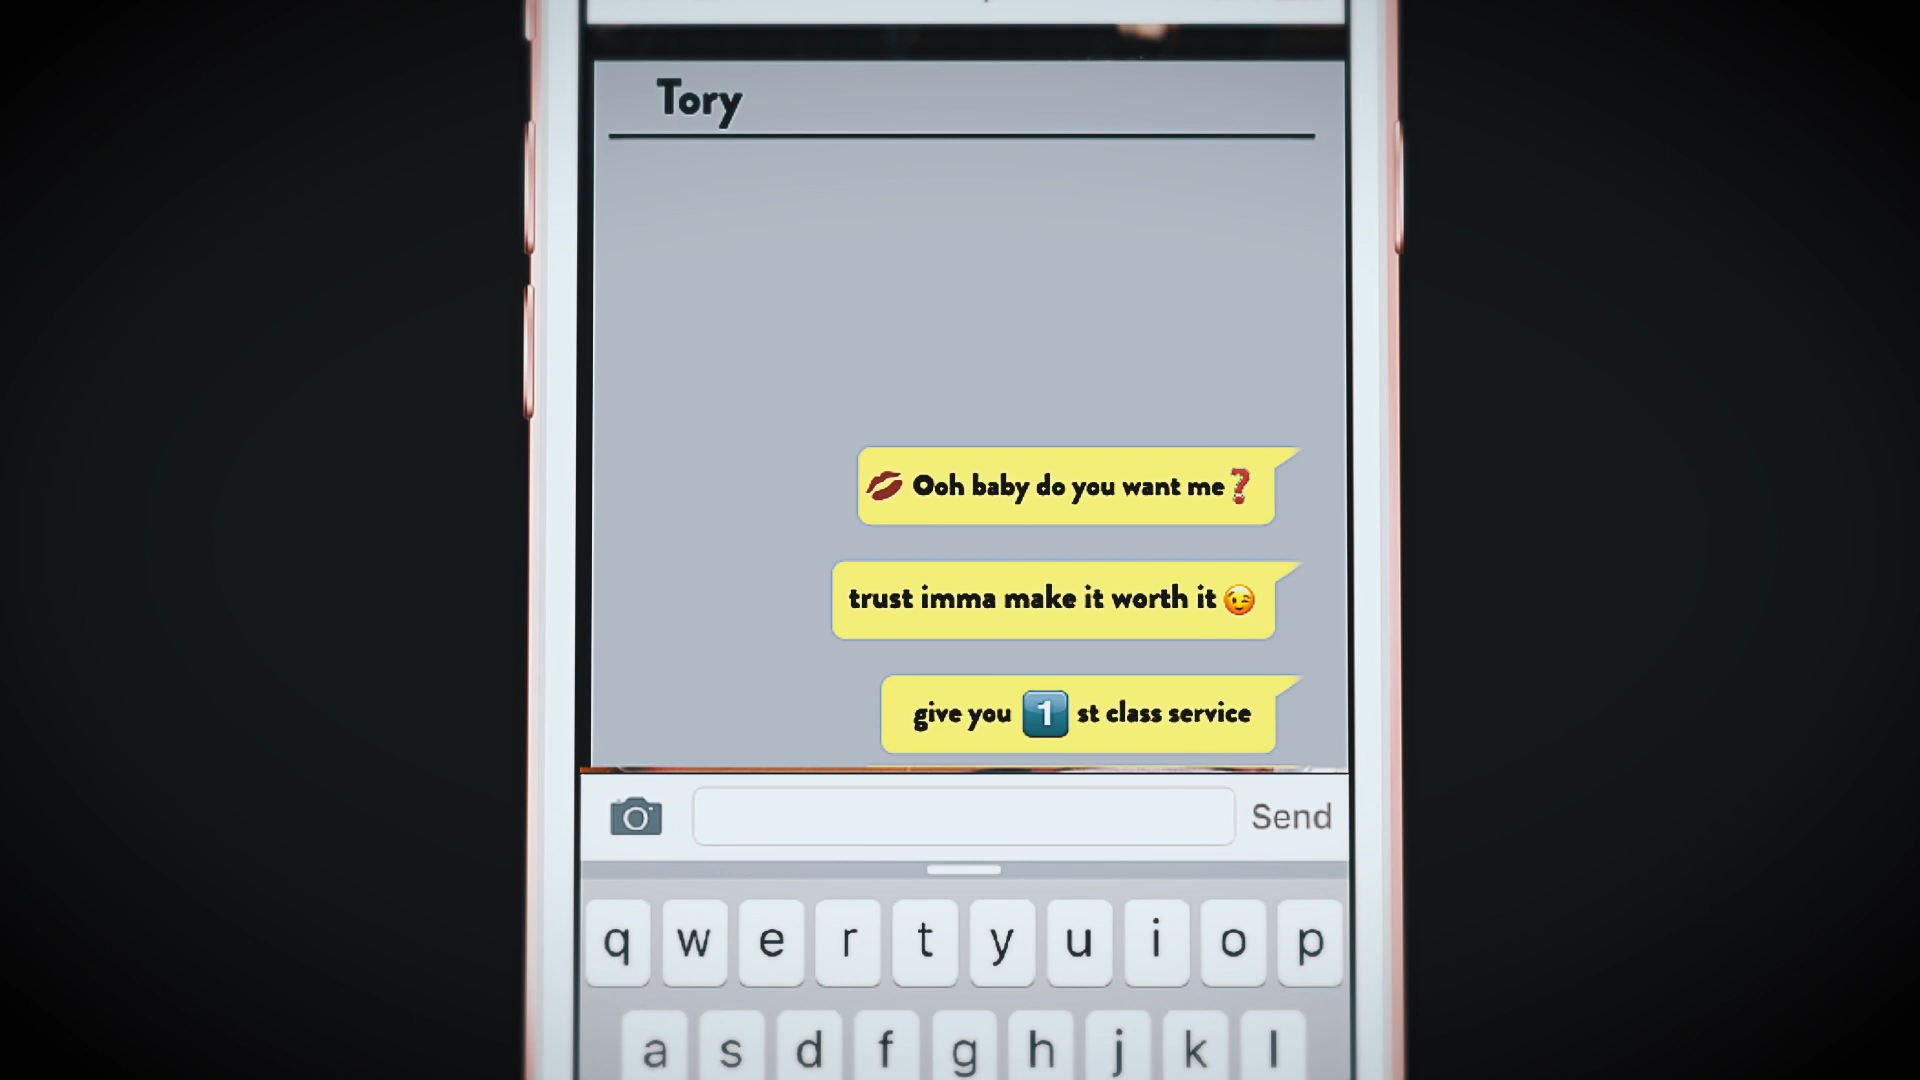 Tory
💋 Ooh baby do you want me❓
trust imma make it worth it 😉
give you 1️⃣ st class service
Send
q w e r t y u i o p
a s d f g h j k l